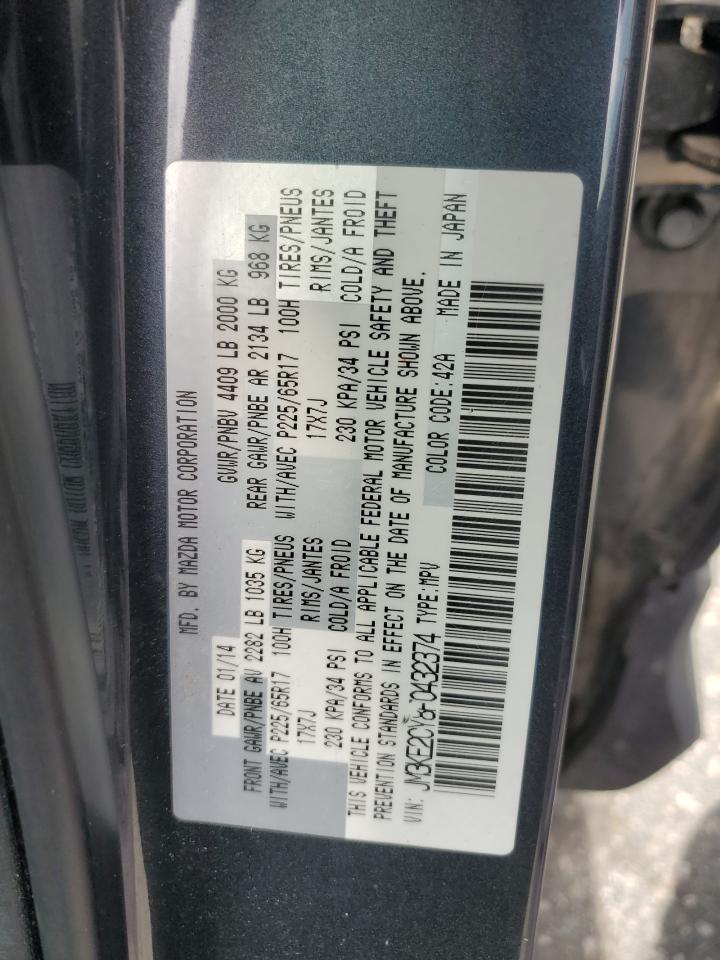 MFD. BY MAZDA MOTOR CORPORATION
DATE 01/14 GVWR/PNBV 4409 LB 2000 KG
FRONT GAWR/PNBE AV 2282 LB 1035 KG REAR GAWR/PNBE AR 2134 LB 968 KG
WITH/AVEC P225/65R17 100H TIRES/PNEUS WITH/AVEC P225/65R17 100H TIRES/PNEUS
17X7J RIMS/JANTES 17X7J RIMS/JANTES
230 KPA/34 PSI COLD/A FROID 230 KPA/34 PSI COLD/A FROID
THIS VEHICLE CONFORMS TO ALL APPLICABLE FEDERAL MOTOR VEHICLE SAFETY AND THEFT
PREVENTION STANDARDS IN EFFECT ON THE DATE OF MANUFACTURE SHOWN ABOVE.
VIN: JM3KE2CY8F0432374 TYPE:MPV COLOR CODE:42A MADE IN JAPAN